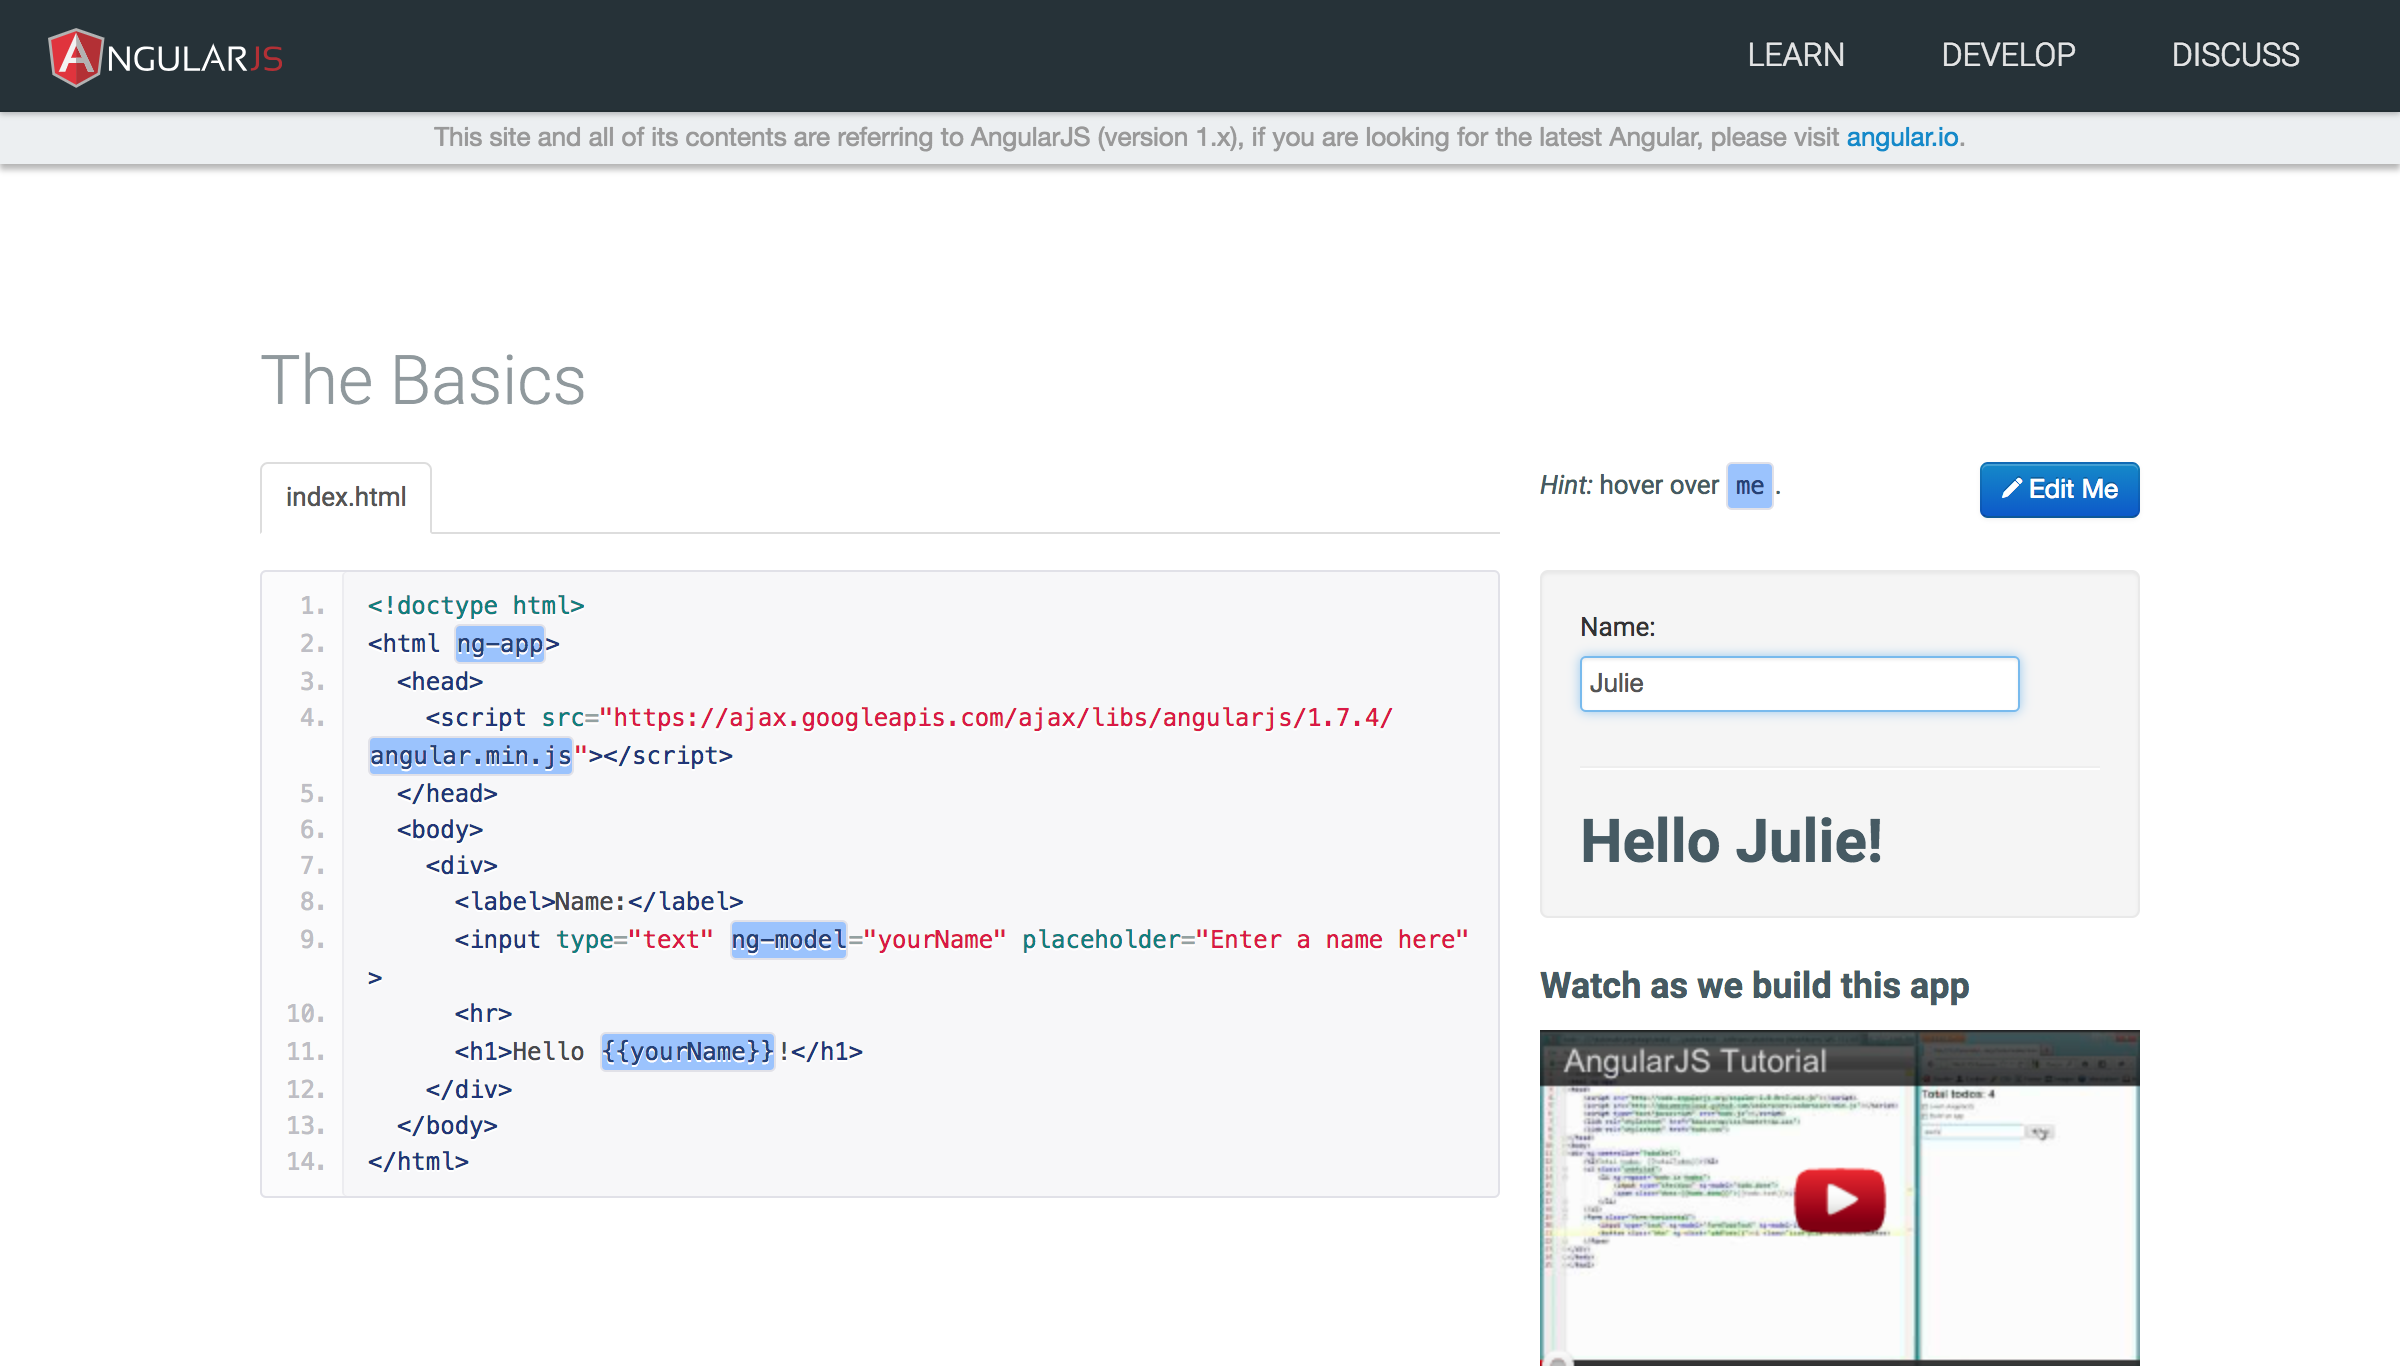 ANGULARJS
LEARN DEVELOP DISCUSS
This site and all of its contents are referring to AngularJS (version 1.x), if you are looking for the latest Angular, please visit angular.io.
The Basics
index.html
Hint: hover over me .
Edit Me
1. <!doctype html>
2. <html ng-app>
3. <head>
4. <script src="https://ajax.googleapis.com/ajax/libs/angularjs/1.7.4/
angular.min.js"></script>
5. </head>
6. <body>
7. <div>
8. <label>Name:</label>
9. <input type="text" ng-model="yourName" placeholder="Enter a name here"
>
10. <hr>
11. <h1>Hello {{yourName}}!</h1>
12. </div>
13. </body>
14. </html>
Name:
Julie
Hello Julie!
Watch as we build this app
AngularJS Tutorial
Total todos: 4